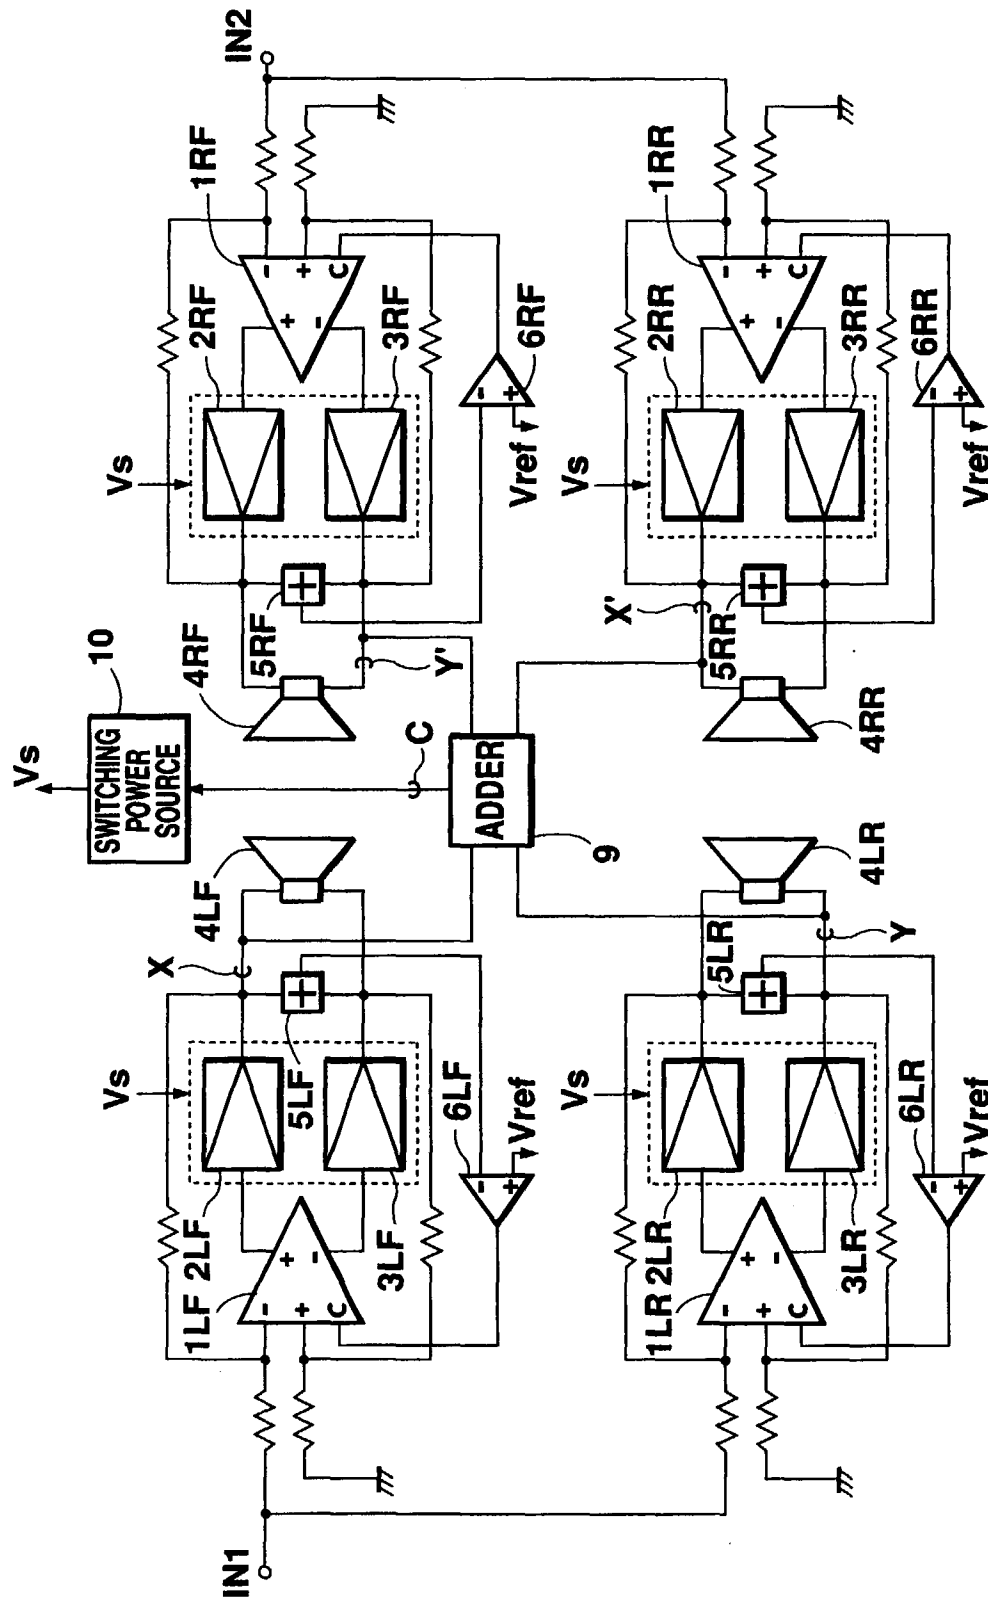 Vs
10
SWITCHING
POWER
SOURCE
Vs
Vs
X
1LF
2LF
4LF
4RF
2RF
1RF
IN1
IN2
-
+
C
+
-
+
5LF
+
5RF
+
-
-
+
C
3LF
Y'
3RF
C
6LF
-
+
Vref
ADDER
9
-
+
Vref
6RF
Vs
X'
Vs
1LR
2LR
2RR
1RR
-
+
C
+
-
5LR
+
5RR
+
+
-
-
+
C
3LR
4LR
4RR
3RR
Y
6LR
-
+
Vref
-
+
Vref
6RR